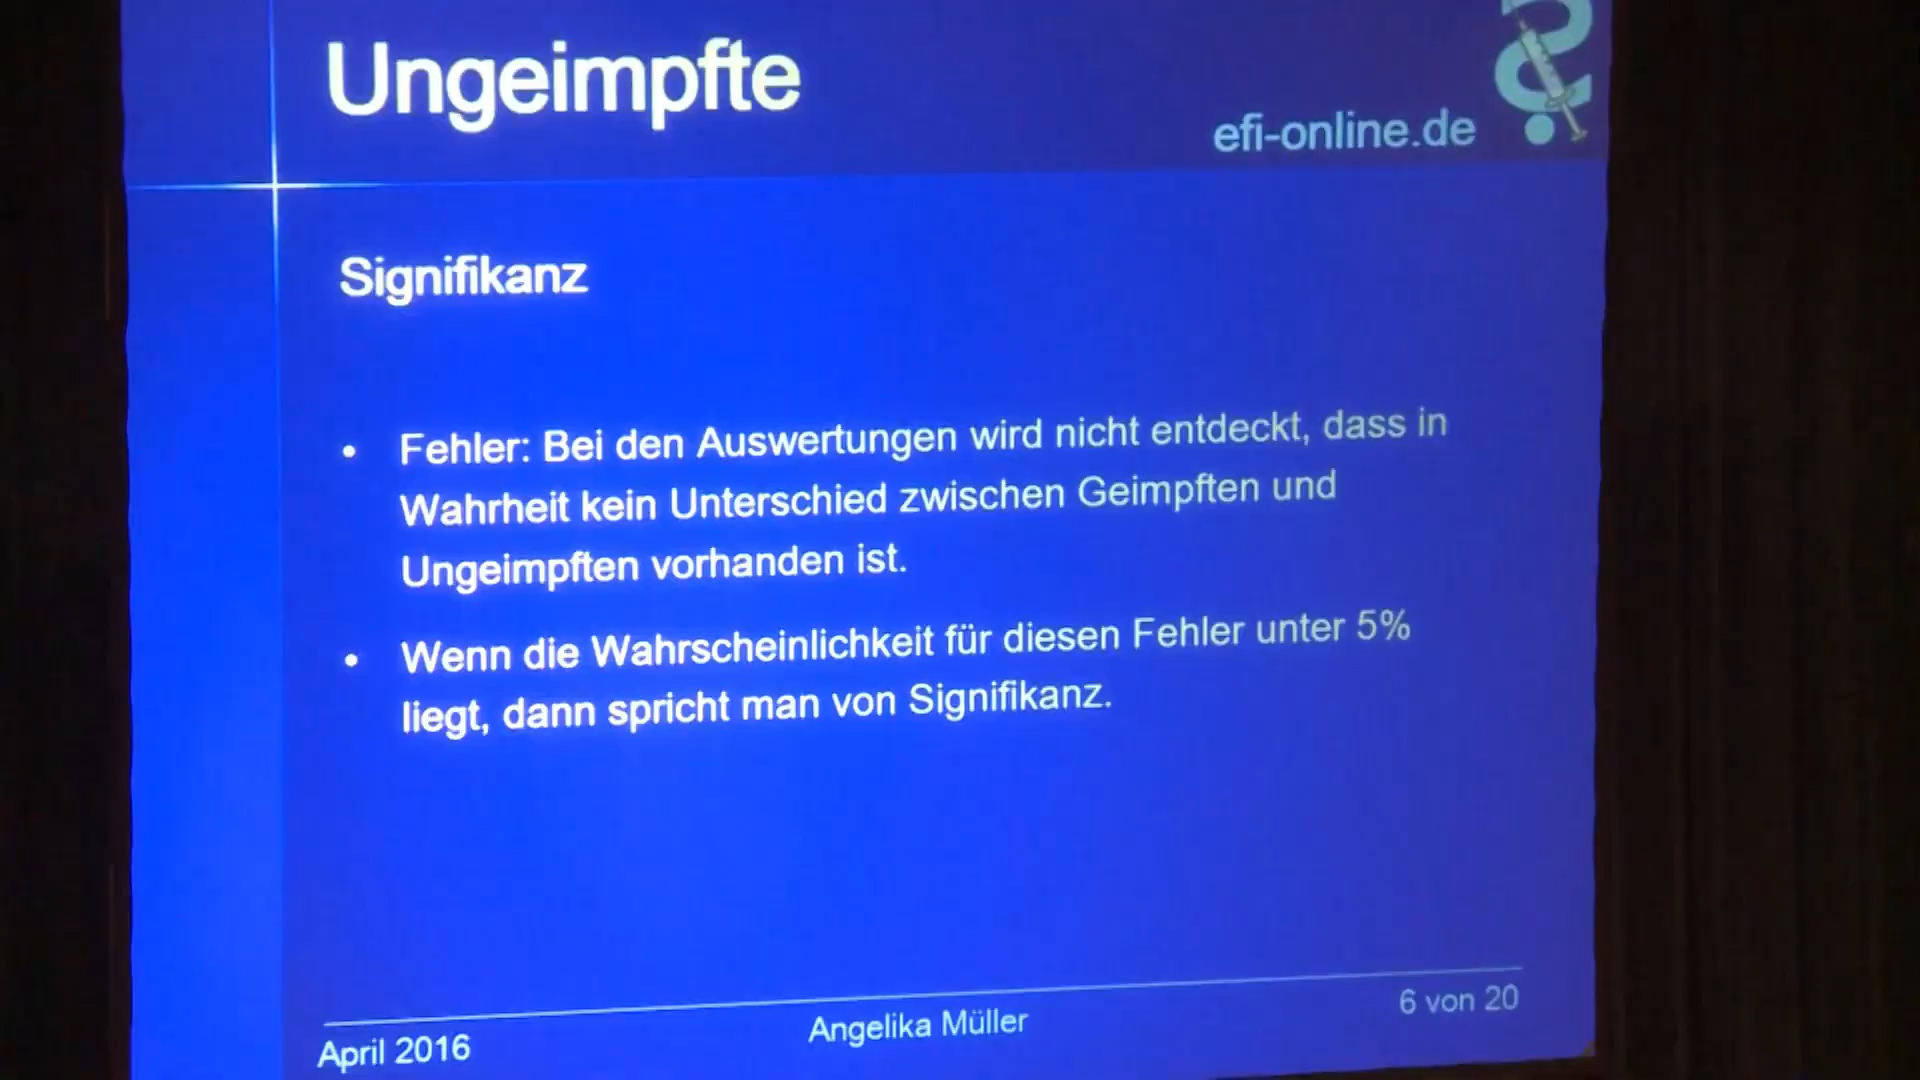 Ungeimpfte
efi-online.de
Signifikanz
• Fehler: Bei den Auswertungen wird nicht entdeckt, dass in
Wahrheit kein Unterschied zwischen Geimpften und
Ungeimpften vorhanden ist.
• Wenn die Wahrscheinlichkeit für diesen Fehler unter 5%
liegt, dann spricht man von Signifikanz.
April 2016
Angelika Müller
6 von 20